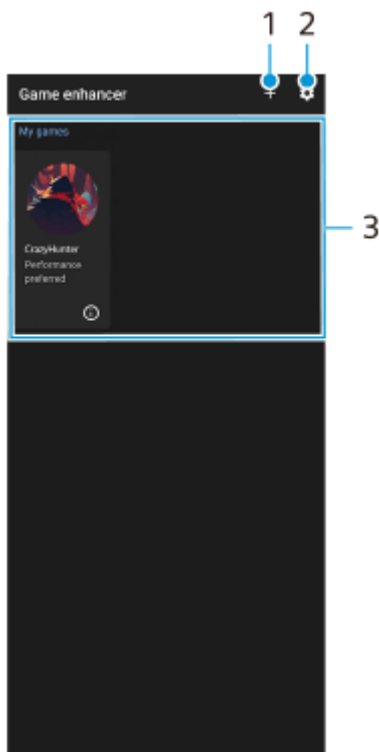 1 2
Game enhancer
My games
3
CrazyHunter
Performance
preferred